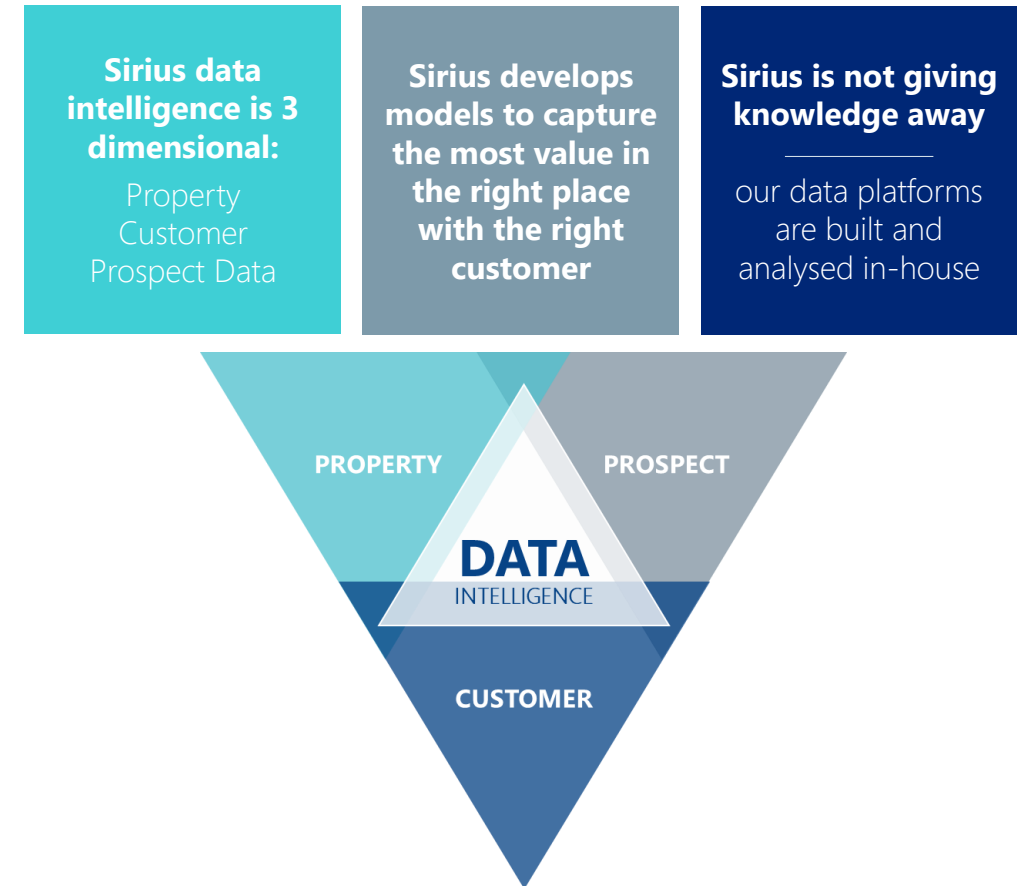 Sirius data
intelligence is 3
dimensional:
Property
Customer
Prospect Data
Sirius develops
models to capture
the most value in
the right place
with the right
customer
Sirius is not giving
knowledge away
our data platforms
are built and
analysed in-house
PROPERTY
PROSPECT
DATA
INTELLIGENCE
CUSTOMER